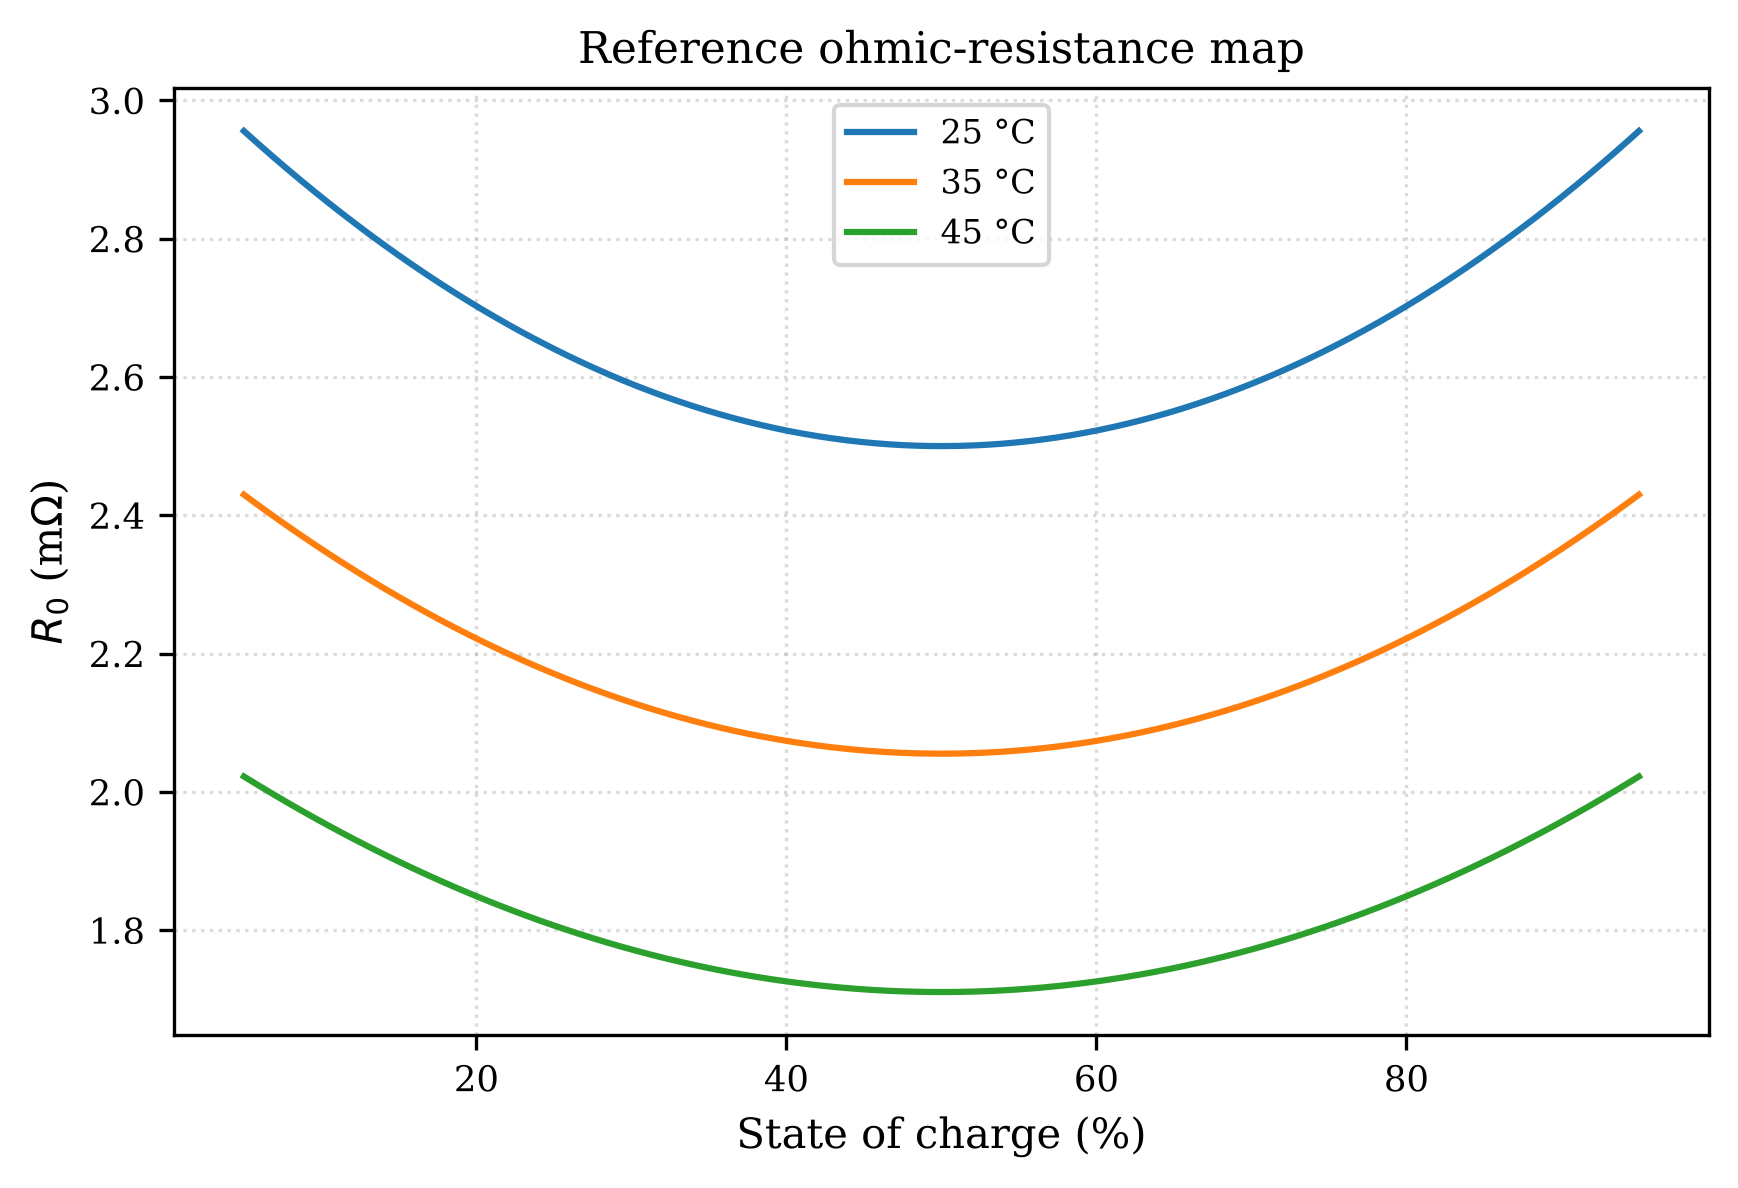 Reference ohmic-resistance map
3.0
2.8
2.6
2.4
2.2
2.0
1.8
R₀ (mΩ)
25 °C
35 °C
45 °C
20 40 60 80
State of charge (%)